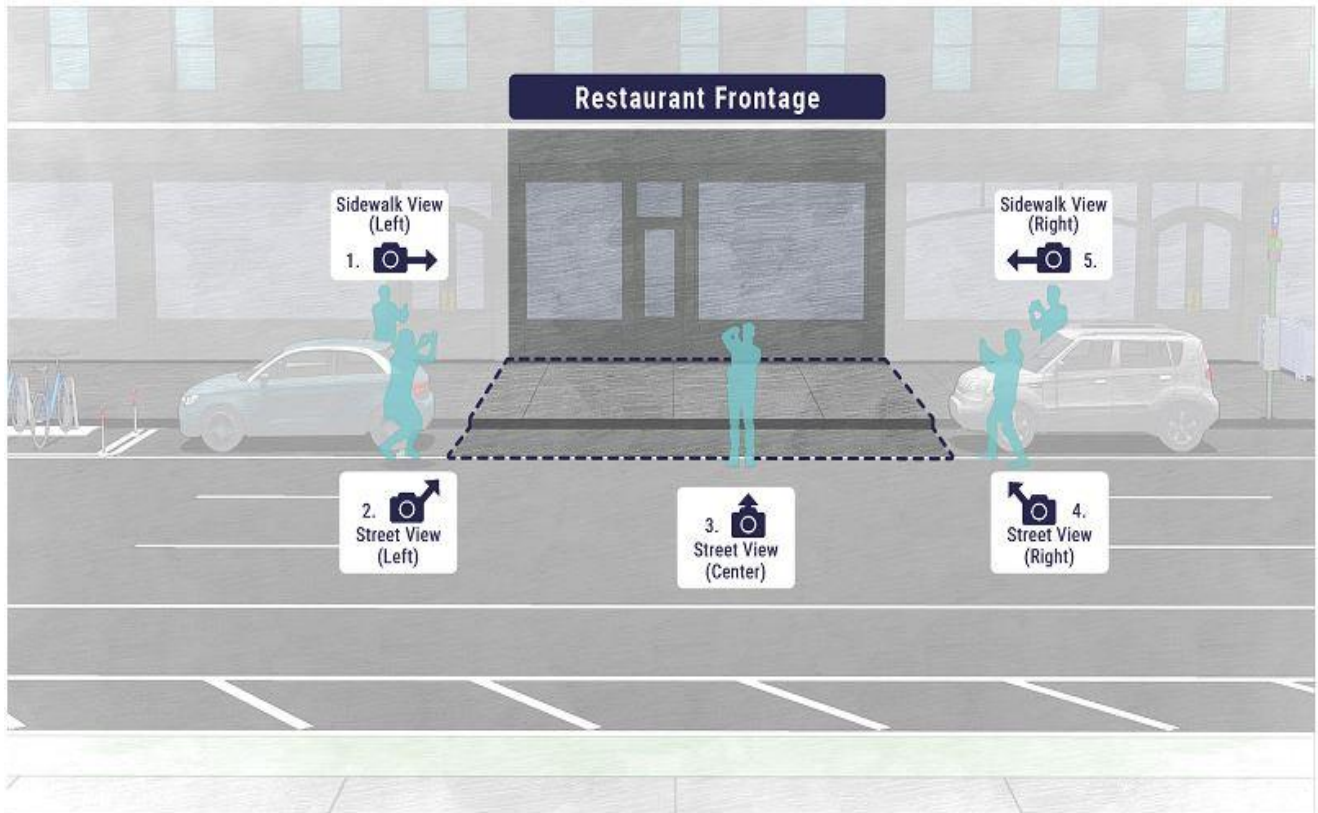 Restaurant Frontage
Sidewalk View
(Left)
1.
Sidewalk View
(Right)
5.
2.
Street View
(Left)
3.
Street View
(Center)
4.
Street View
(Right)